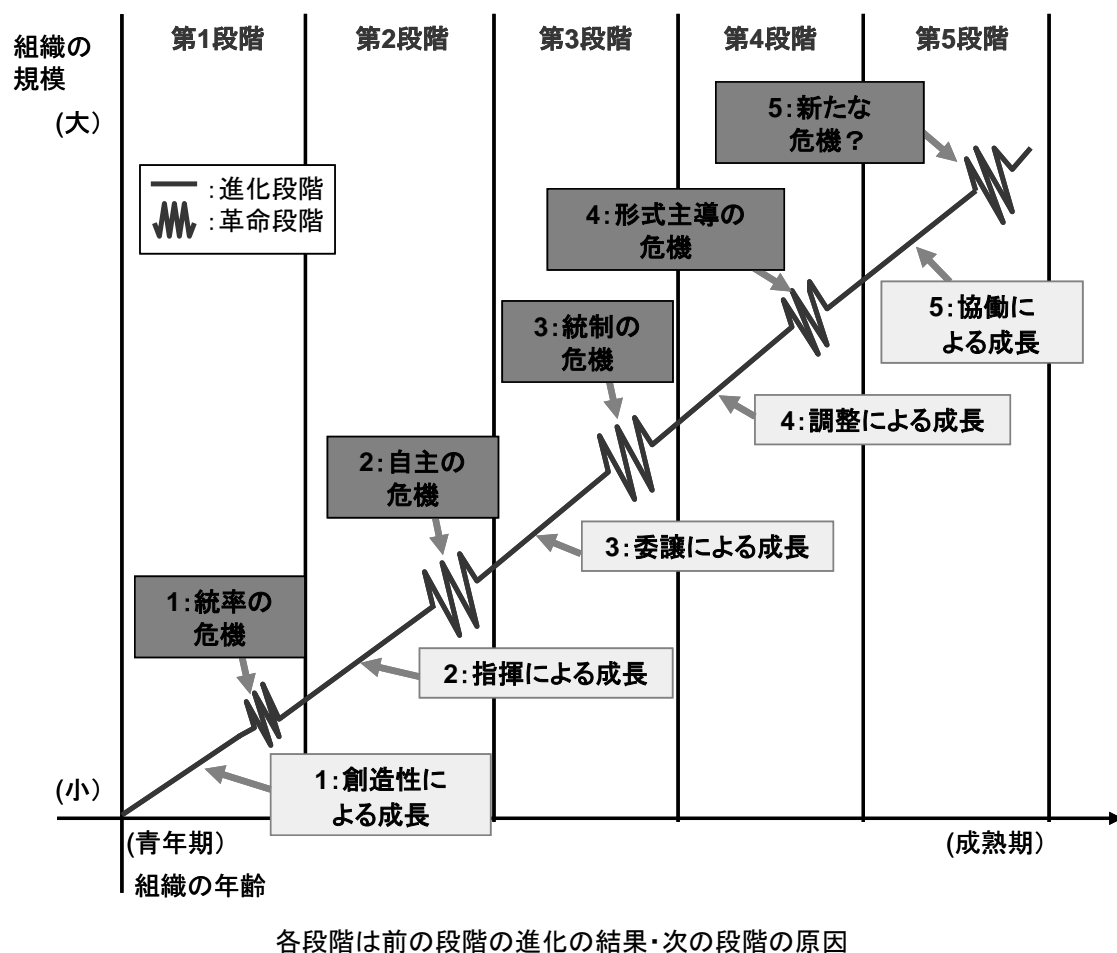 組織の
規模
(大)
第1段階
第2段階
第3段階
第4段階
第5段階
:進化段階
:革命段階
5:新たな
危機？
4:形式主導の
危機
3:統制の
危機
2:自主の
危機
1:統率の
危機
5:協働に
よる成長
4:調整による成長
3:委譲による成長
2:指揮による成長
1:創造性に
よる成長
(小)
(青年期)
(成熟期)
組織の年齢
各段階は前の段階の進化の結果・次の段階の原因